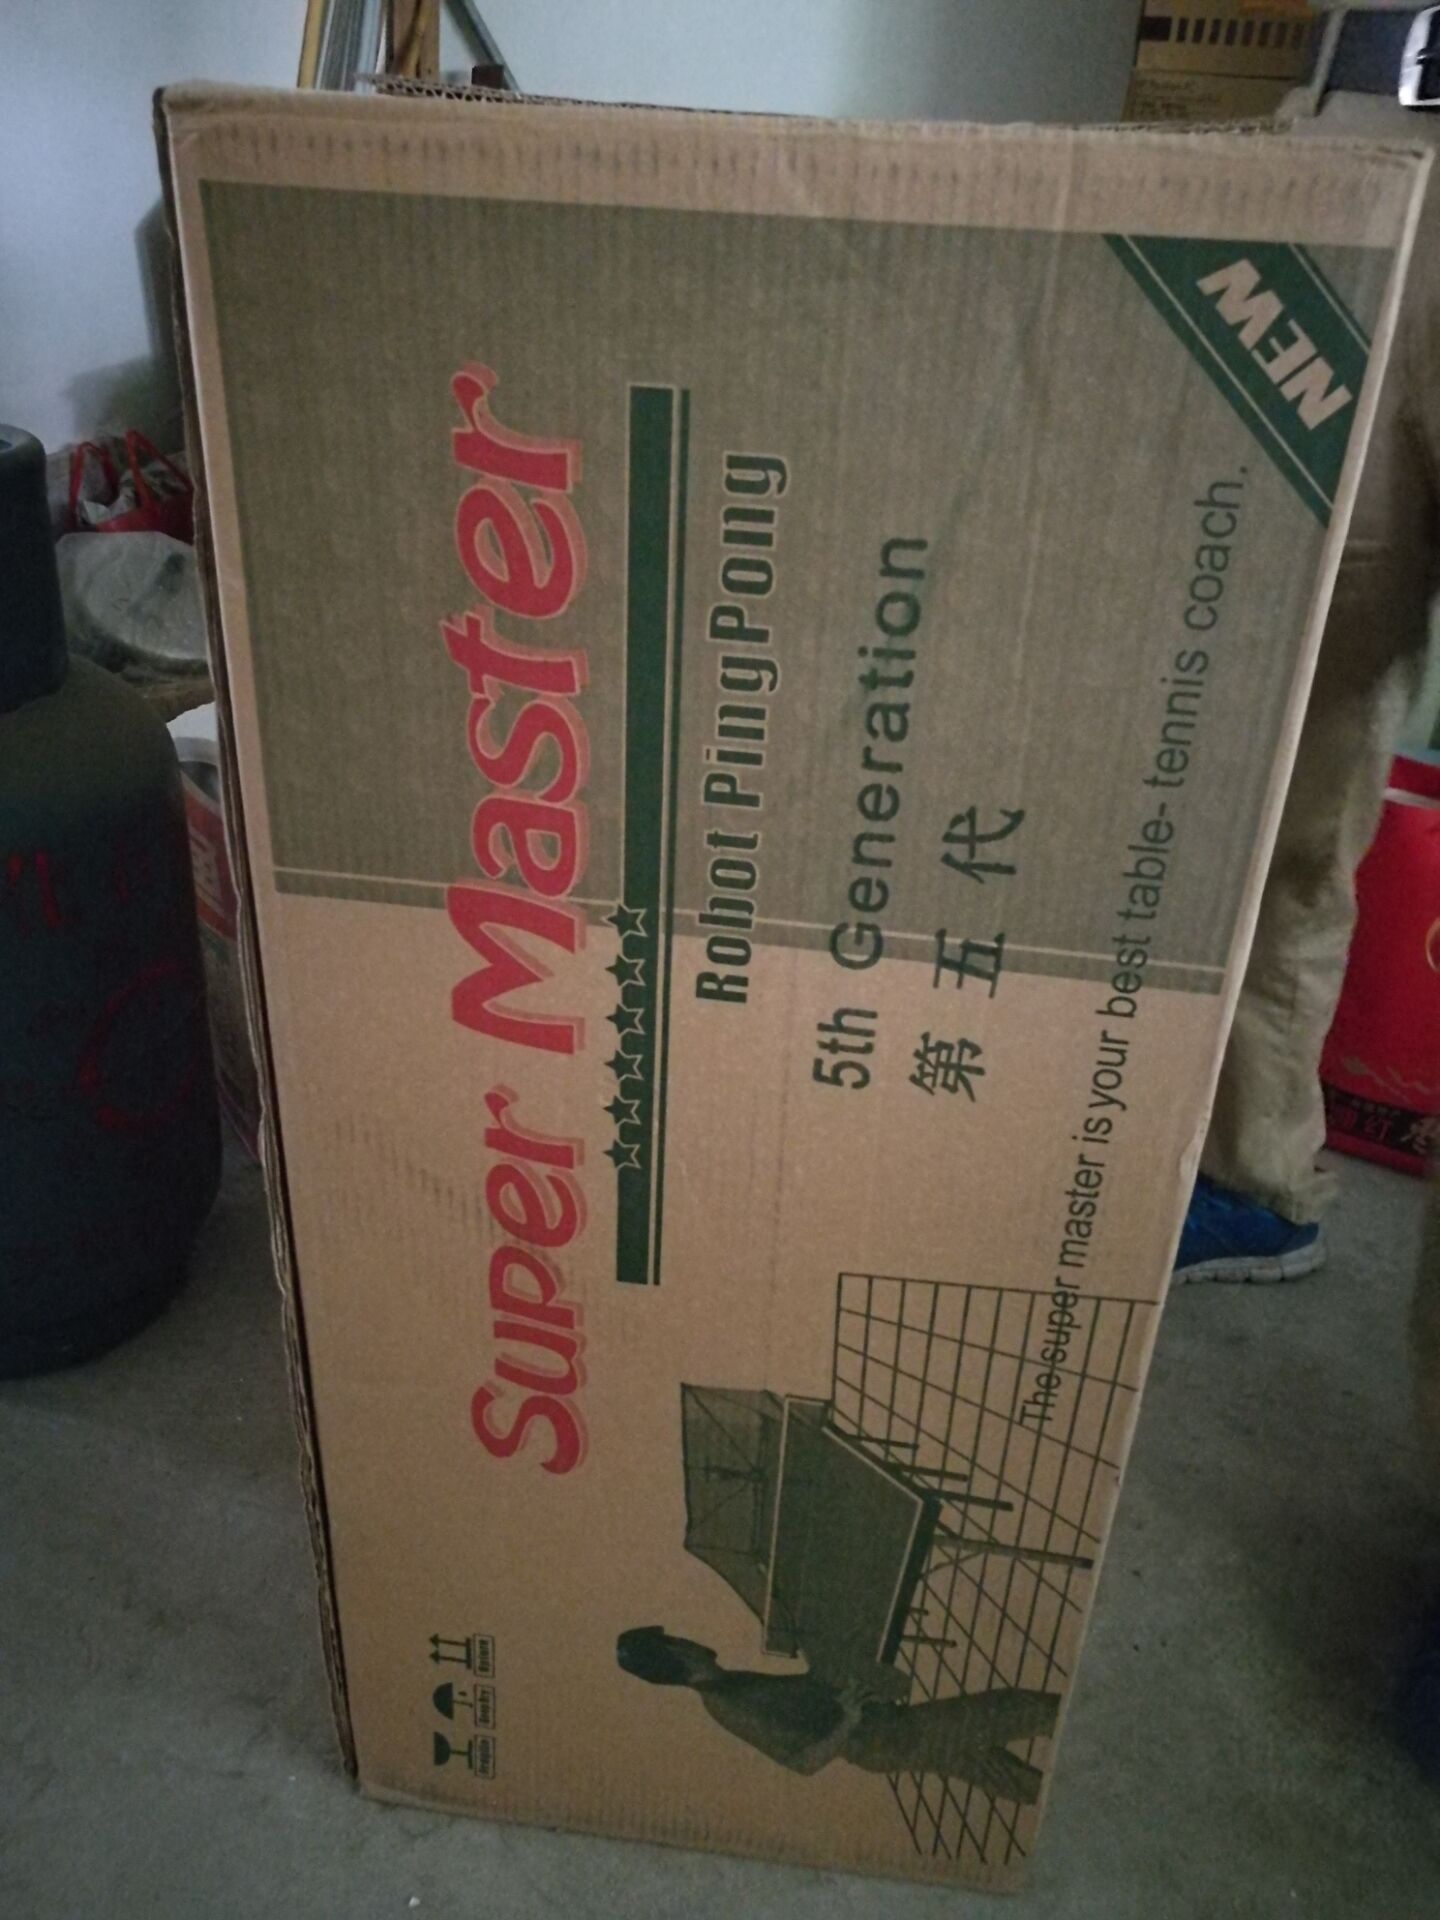 NEW
Super Master
Robot PingPong
5th Generation
第五代
The super master is your best table-tennis coach.
Fragile